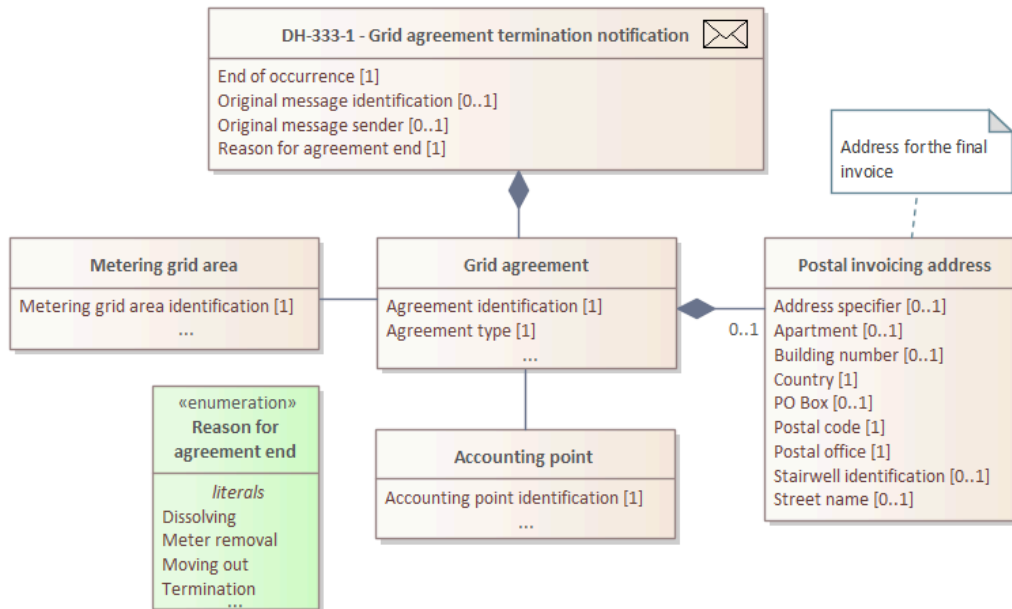 DH-333-1 - Grid agreement termination notification
End of occurrence [1]
Original message identification [0..1]
Original message sender [0..1]
Reason for agreement end [1]
Address for the final
invoice
Metering grid area
Metering grid area identification [1]
...
Grid agreement
Agreement identification [1]
Agreement type [1]
...
0..1
Postal invoicing address
Address specifier [0..1]
Apartment [0..1]
Building number [0..1]
Country [1]
PO Box [0..1]
Postal code [1]
Postal office [1]
Stairwell identification [0..1]
Street name [0..1]
«enumeration»
Reason for
agreement end
literals
Dissolving
Meter removal
Moving out
Termination
...
Accounting point
Accounting point identification [1]
...